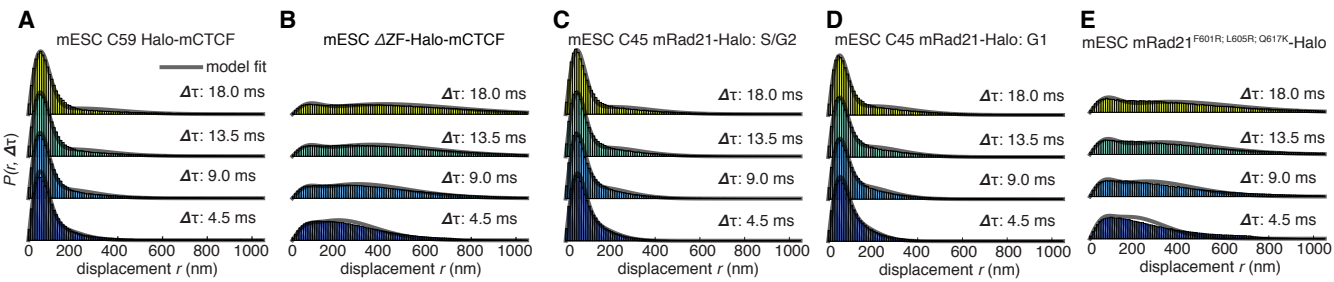 A
mESC C59 Halo-mCTCF
model fit
Δτ: 18.0 ms
Δτ: 13.5 ms
Δτ: 9.0 ms
Δτ: 4.5 ms
P(r, Δτ)
0 200 400 600 800 1000
displacement r (nm)
B
mESC ΔZF-Halo-mCTCF
Δτ: 18.0 ms
Δτ: 13.5 ms
Δτ: 9.0 ms
Δτ: 4.5 ms
0 200 400 600 800 1000
displacement r (nm)
C
mESC C45 mRad21-Halo: S/G2
Δτ: 18.0 ms
Δτ: 13.5 ms
Δτ: 9.0 ms
Δτ: 4.5 ms
0 200 400 600 800 1000
displacement r (nm)
D
mESC C45 mRad21-Halo: G1
Δτ: 18.0 ms
Δτ: 13.5 ms
Δτ: 9.0 ms
Δτ: 4.5 ms
0 200 400 600 800 1000
displacement r (nm)
E
mESC mRad21F601R; L605R; Q617K-Halo
Δτ: 18.0 ms
Δτ: 13.5 ms
Δτ: 9.0 ms
Δτ: 4.5 ms
0 200 400 600 800 1000
displacement r (nm)